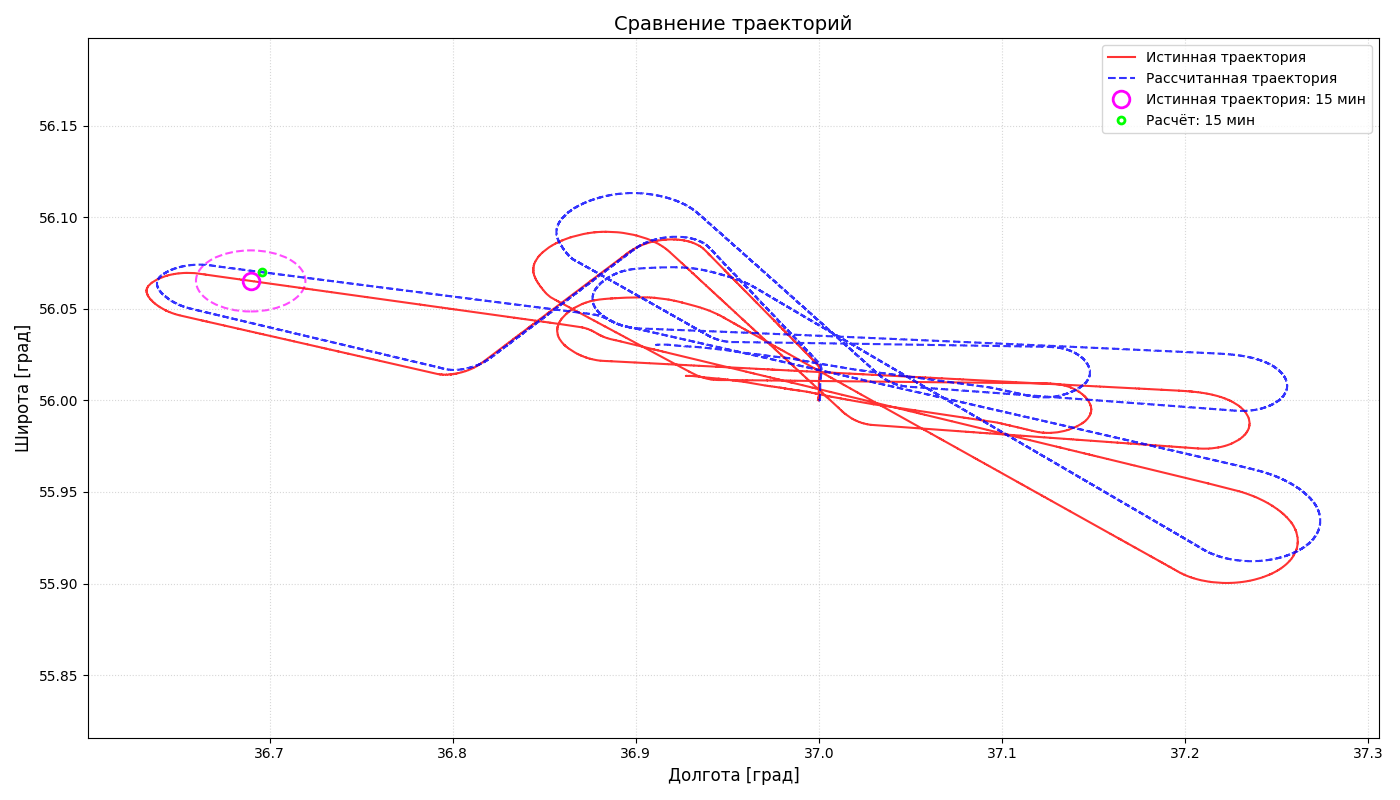 Сравнение траекторий
Истинная траектория
Рассчитанная траектория
Истинная траектория: 15 мин
Расчёт: 15 мин
Широта [град]
56.15
56.10
56.05
56.00
55.95
55.90
55.85
36.7 36.8 36.9 37.0 37.1 37.2 37.3
Долгота [град]